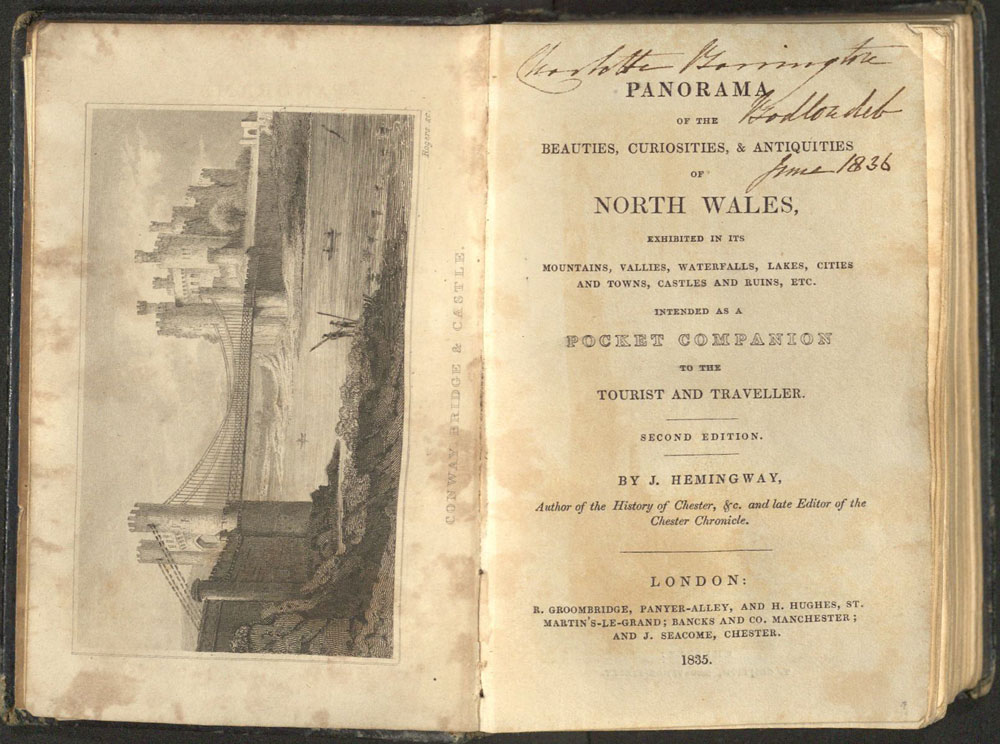 Rogers sc.
CONWAY BRIDGE & CASTLE.
Charlotte Barrington
PANORAMA
Bodlondeb
OF THE
BEAUTIES, CURIOSITIES, & ANTIQUITIES
June 1836
OF
NORTH WALES,
EXHIBITED IN ITS
MOUNTAINS, VALLIES, WATERFALLS, LAKES, CITIES
AND TOWNS, CASTLES AND RUINS, ETC.
INTENDED AS A
POCKET COMPANION
TO THE
TOURIST AND TRAVELLER.
SECOND EDITION.
BY J. HEMINGWAY,
Author of the History of Chester, &c. and late Editor of the
Chester Chronicle.
LONDON:
R. GROOMBRIDGE, PANYER-ALLEY, AND H. HUGHES, ST.
MARTIN'S-LE-GRAND; BANCKS AND CO. MANCHESTER;
AND J. SEACOME, CHESTER.
1835.